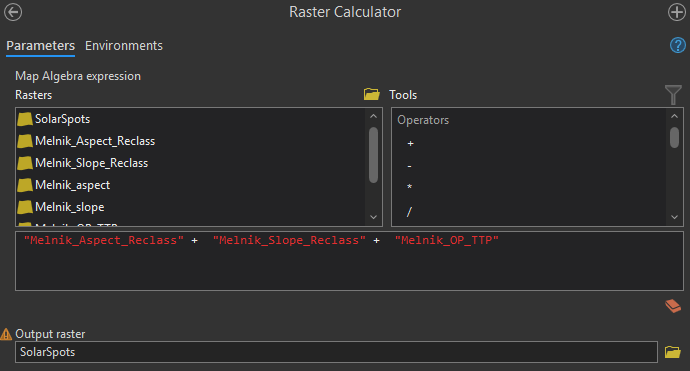 Raster Calculator
Parameters Environments
Map Algebra expression
Rasters Tools
SolarSpots
Melnik_Aspect_Reclass
Melnik_Slope_Reclass
Melnik_aspect
Melnik_slope
Melnik_OP_TTP
Operators
+
-
*
/
"Melnik_Aspect_Reclass" + "Melnik_Slope_Reclass" + "Melnik_OP_TTP"
Output raster
SolarSpots